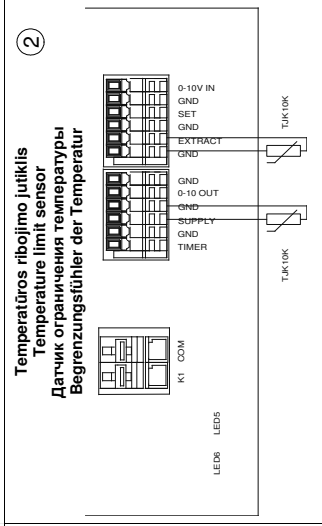 2
Temperatūros ribojimo jutiklis
Temperature limit sensor
Датчик ограничения температуры
Begrenzungsfühler der Temperatur
0-10V IN
GND
SET
GND
EXTRACT
GND
TJK10K
GND
0-10 OUT
GND
SUPPLY
GND
TIMER
TJK10K
K1 COM
LED6 LED5